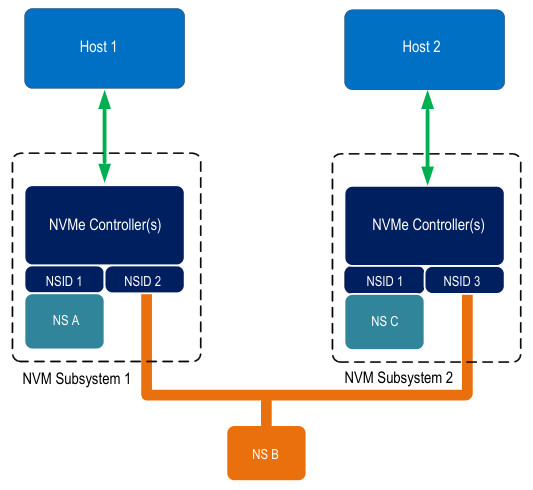 Host 1
Host 2
NVMe Controller(s)
NVMe Controller(s)
NSID 1
NSID 2
NSID 1
NSID 3
NS A
NS C
NVM Subsystem 1
NVM Subsystem 2
NS B